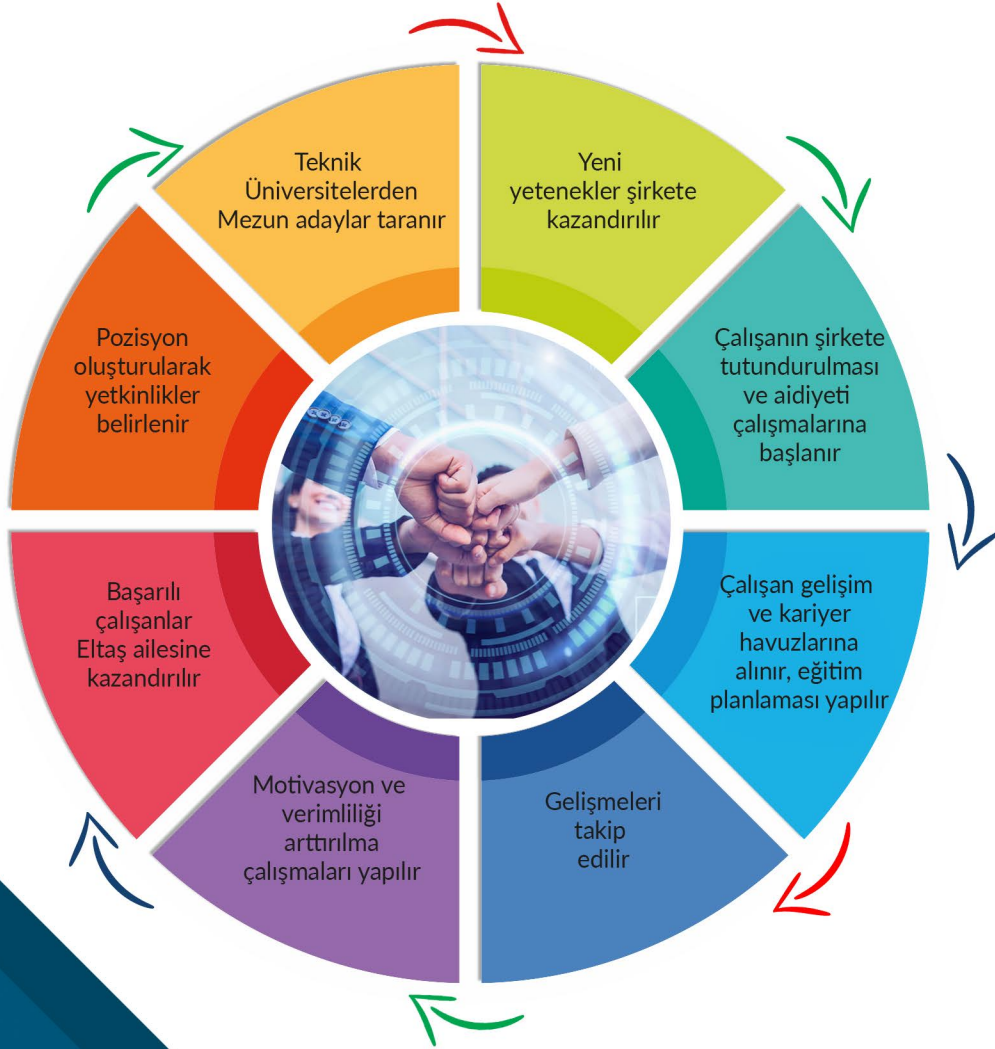 Teknik
Üniversitelerden
Mezun adaylar taranır
Yeni
yetenekler şirkete
kazandırılır
Çalışanın şirkete
tutundurulması
ve aidiyeti
çalışmalarına
başlanır
Çalışan gelişim
ve kariyer
havuzlarına
alınır, eğitim
planlaması yapılır
Gelişmeleri
takip
edilir
Motivasyon ve
verimliliği
arttırılma
çalışmaları yapılır
Başarılı
çalışanlar
Eltaş ailesine
kazandırılır
Pozisyon
oluşturularak
yetkinlikler
belirlenir